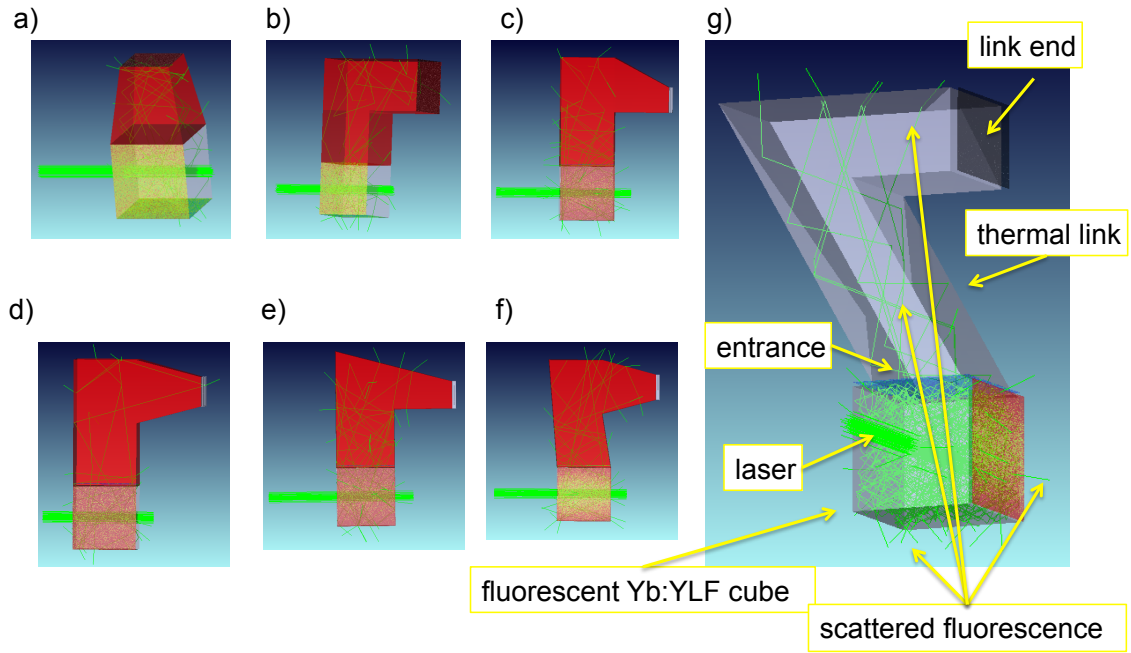 a)
b)
c)
g)
link end
thermal link
d)
e)
f)
entrance
laser
fluorescent Yb:YLF cube
scattered fluorescence